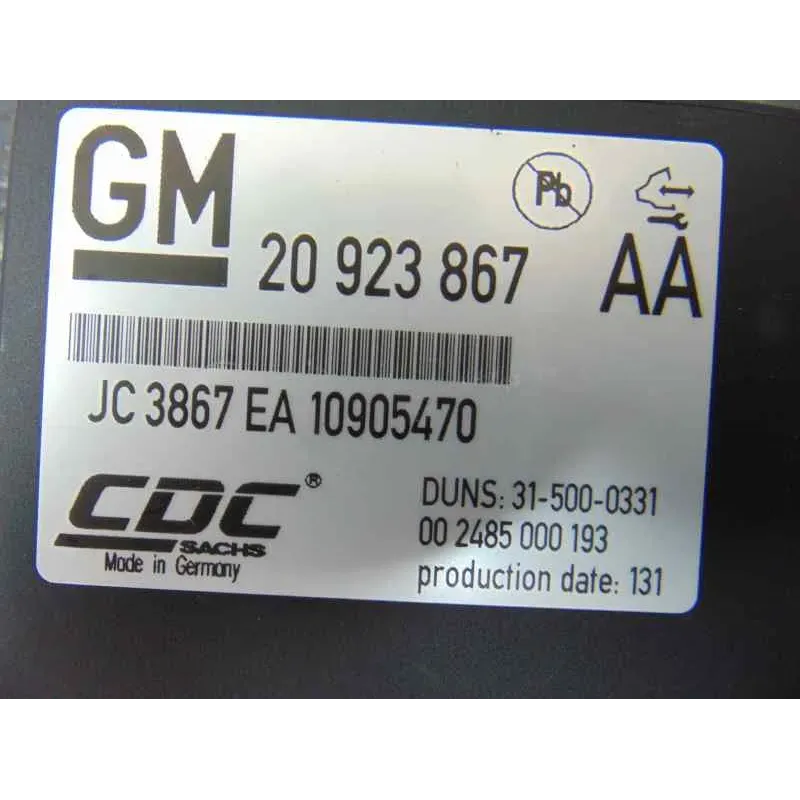 GM
Pb
20 923 867
AA
JC 3867 EA 10905470
CDC®
SACHS
Made in Germany
DUNS: 31-500-0331
00 2485 000 193
production date: 131